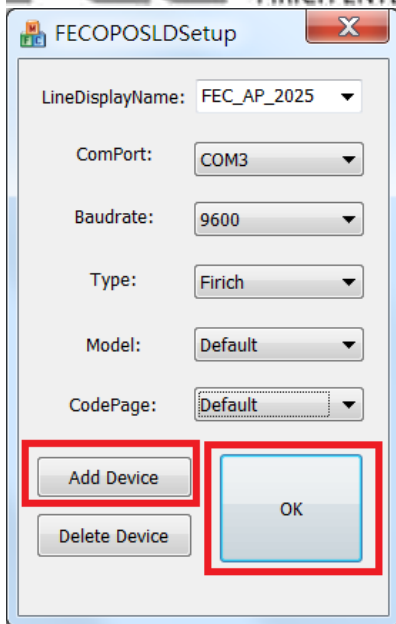 FECOPOSLDSetup
LineDisplayName: FEC_AP_2025
ComPort: COM3
Baudrate: 9600
Type: Firich
Model: Default
CodePage: Default
Add Device
OK
Delete Device